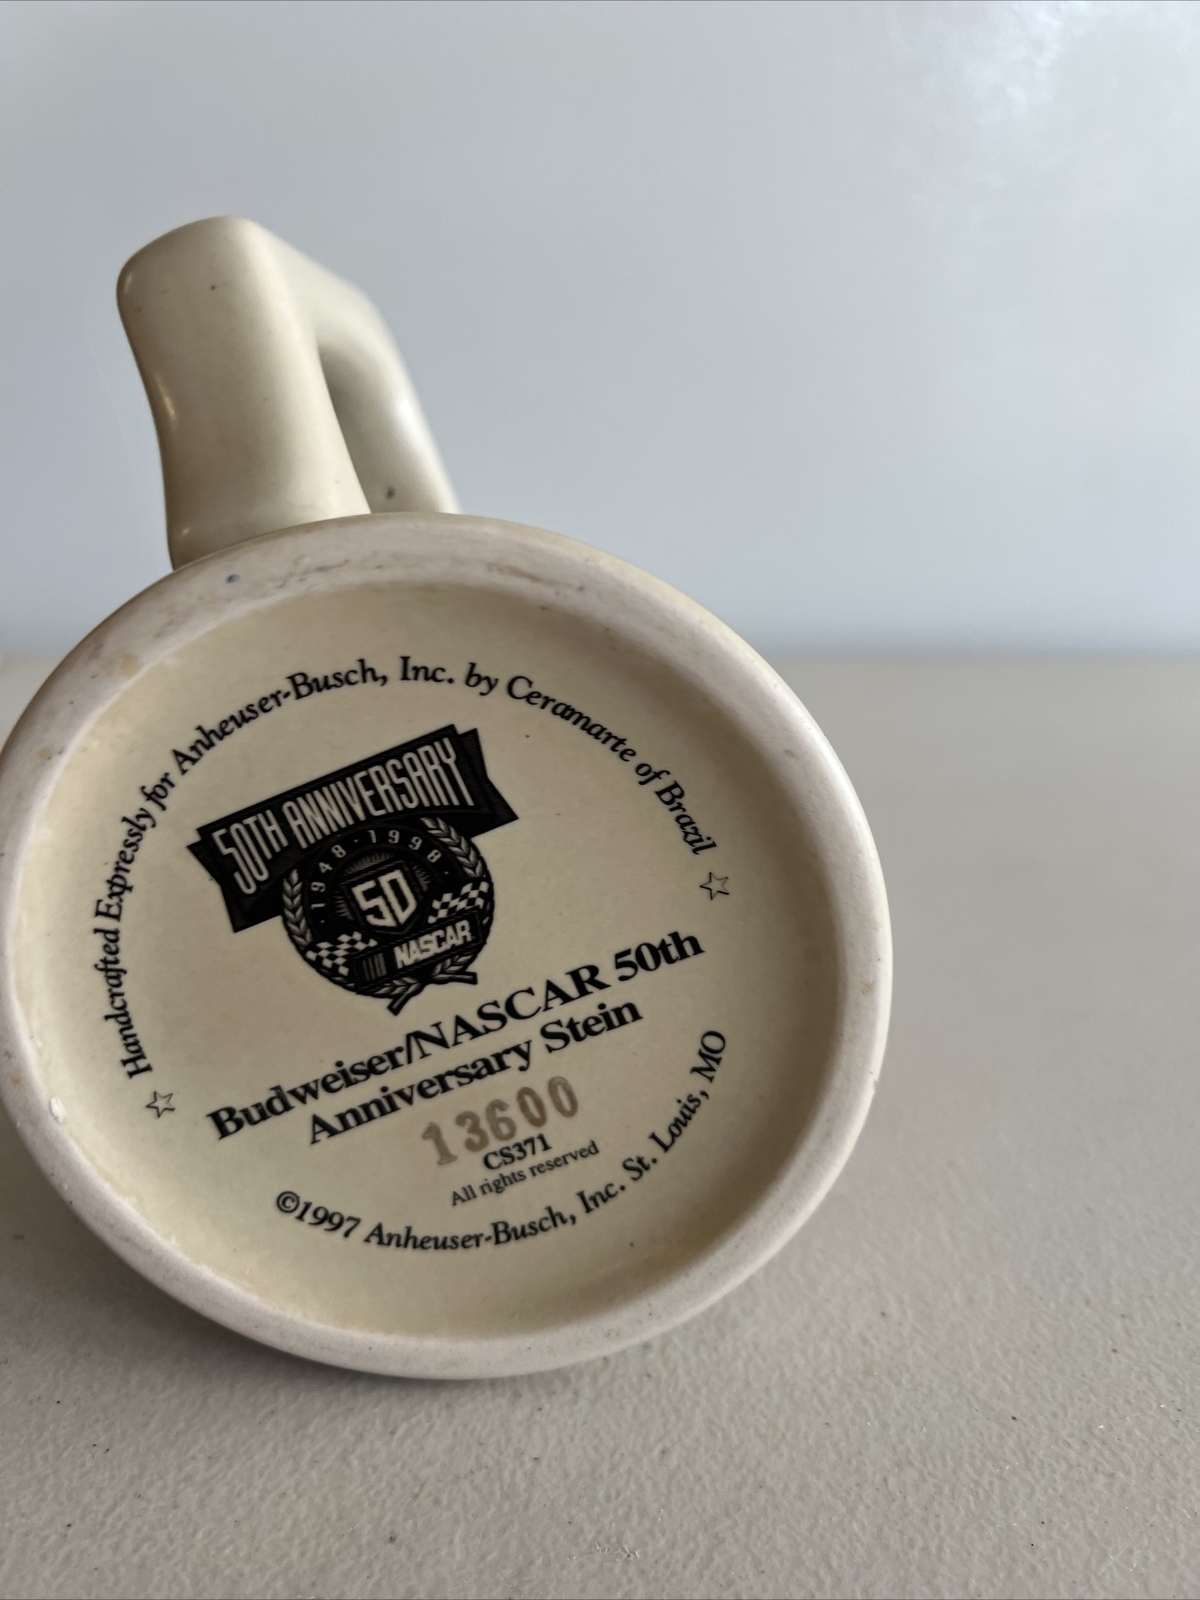 Handcrafted Expressly for Anheuser-Busch, Inc. by Ceramarte of Brazil
50TH ANNIVERSARY
1948 · 1998
50
NASCAR
Budweiser/NASCAR 50th
Anniversary Stein
13600
CS371
All rights reserved
©1997 Anheuser-Busch, Inc. St. Louis, MO